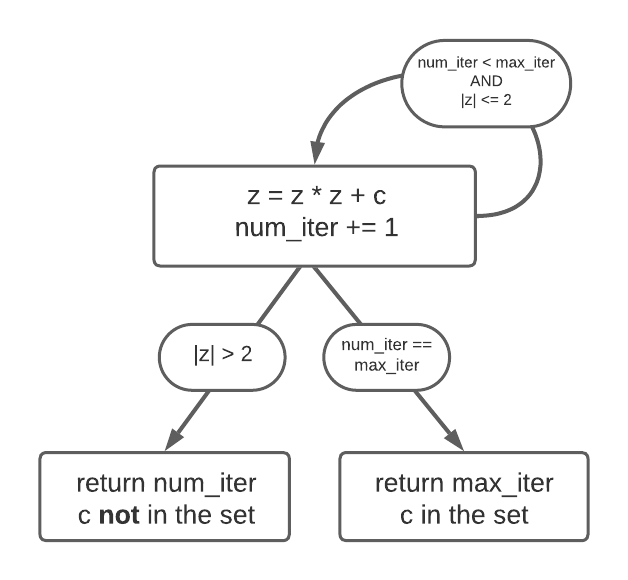 num_iter < max_iter
AND
|z| <= 2
z = z * z + c
num_iter += 1
|z| > 2
num_iter ==
max_iter
return num_iter
c not in the set
return max_iter
c in the set